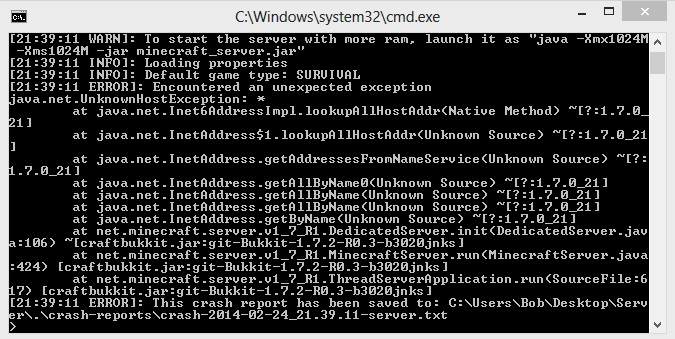 C:\Windows\system32\cmd.exe
[21:39:11 WARN]: To start the server with more ram, launch it as "java -Xmx1024M
 -Xms1024M -jar minecraft_server.jar"
[21:39:11 INFO]: Loading properties
[21:39:11 INFO]: Default game type: SURVIVAL
[21:39:11 ERROR]: Encountered an unexpected exception
java.net.UnknownHostException: *
        at java.net.Inet6AddressImpl.lookupAllHostAddr(Native Method) ~[?:1.7.0_
21]
        at java.net.InetAddress$1.lookupAllHostAddr(Unknown Source) ~[?:1.7.0_21
]
        at java.net.InetAddress.getAddressesFromNameService(Unknown Source) ~[?:
1.7.0_21]
        at java.net.InetAddress.getAllByName0(Unknown Source) ~[?:1.7.0_21]
        at java.net.InetAddress.getAllByName(Unknown Source) ~[?:1.7.0_21]
        at java.net.InetAddress.getAllByName(Unknown Source) ~[?:1.7.0_21]
        at java.net.InetAddress.getByName(Unknown Source) ~[?:1.7.0_21]
        at net.minecraft.server.v1_7_R1.DedicatedServer.init(DedicatedServer.jav
a:106) ~[craftbukkit.jar:git-Bukkit-1.7.2-R0.3-b3020jnks]
        at net.minecraft.server.v1_7_R1.MinecraftServer.run(MinecraftServer.java
:424) [craftbukkit.jar:git-Bukkit-1.7.2-R0.3-b3020jnks]
        at net.minecraft.server.v1_7_R1.ThreadServerApplication.run(SourceFile:6
17) [craftbukkit.jar:git-Bukkit-1.7.2-R0.3-b3020jnks]
[21:39:11 ERROR]: This crash report has been saved to: C:\Users\Bob\Desktop\Serv
er\.\crash-reports\crash-2014-02-24_21.39.11-server.txt
>